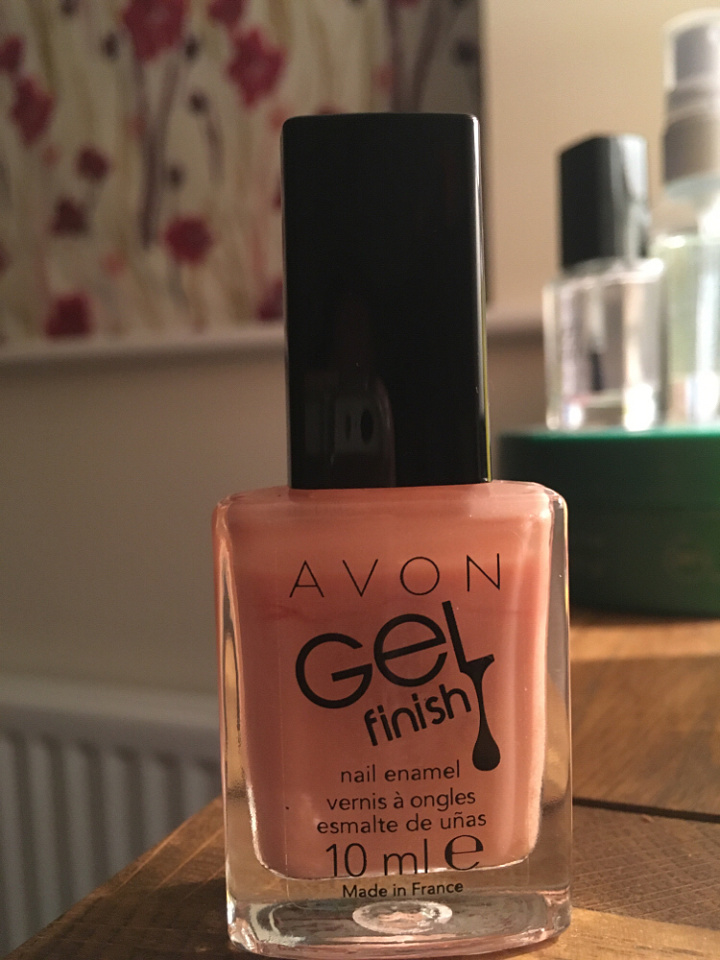 AVON
GEL
finish
nail enamel
vernis à ongles
esmalte de uñas
10 ml e
Made in France